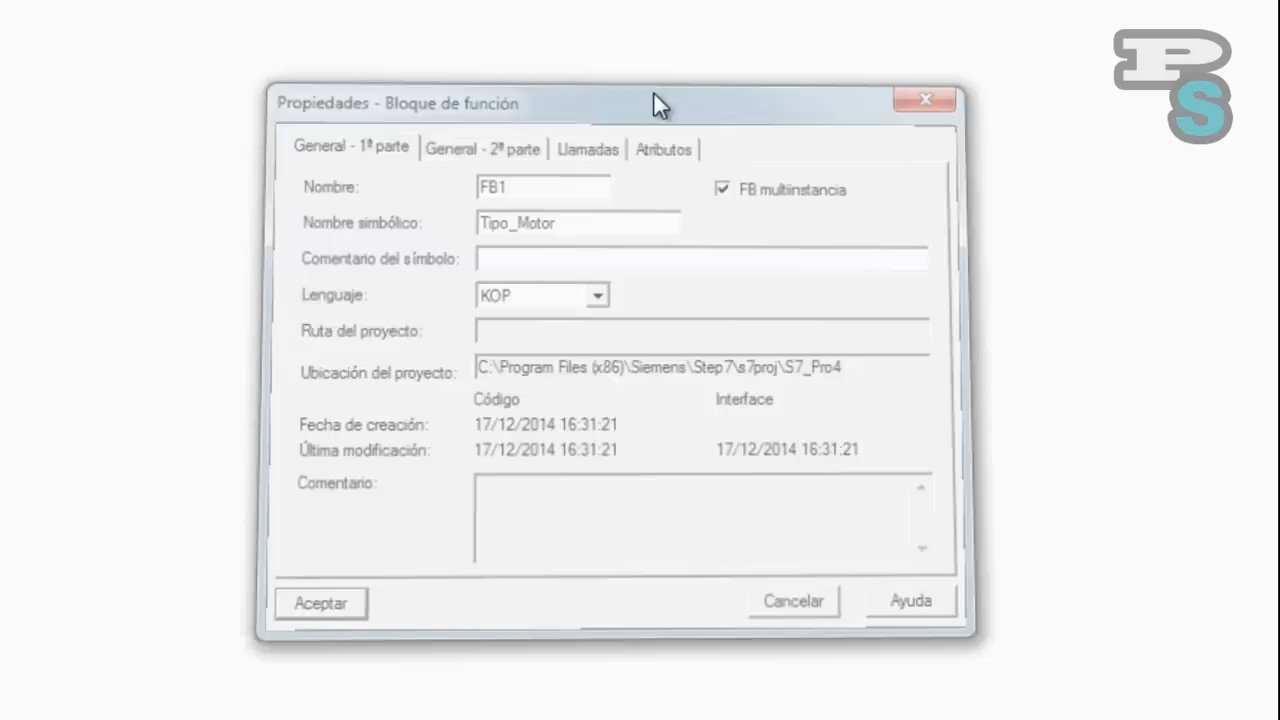 PS
Propiedades - Bloque de función
General - 1ª parte General - 2ª parte Llamadas Atributos
Nombre: FB1 FB multiinstancia
Nombre simbólico: Tipo_Motor
Comentario del símbolo:
Lenguaje: KOP
Ruta del proyecto:
Ubicación del proyecto: C:\Program Files (x86)\Siemens\Step7\s7proj\S7_Pro4
Código Interface
Fecha de creación: 17/12/2014 16:31:21
Última modificación: 17/12/2014 16:31:21 17/12/2014 16:31:21
Comentario:
Aceptar Cancelar Ayuda